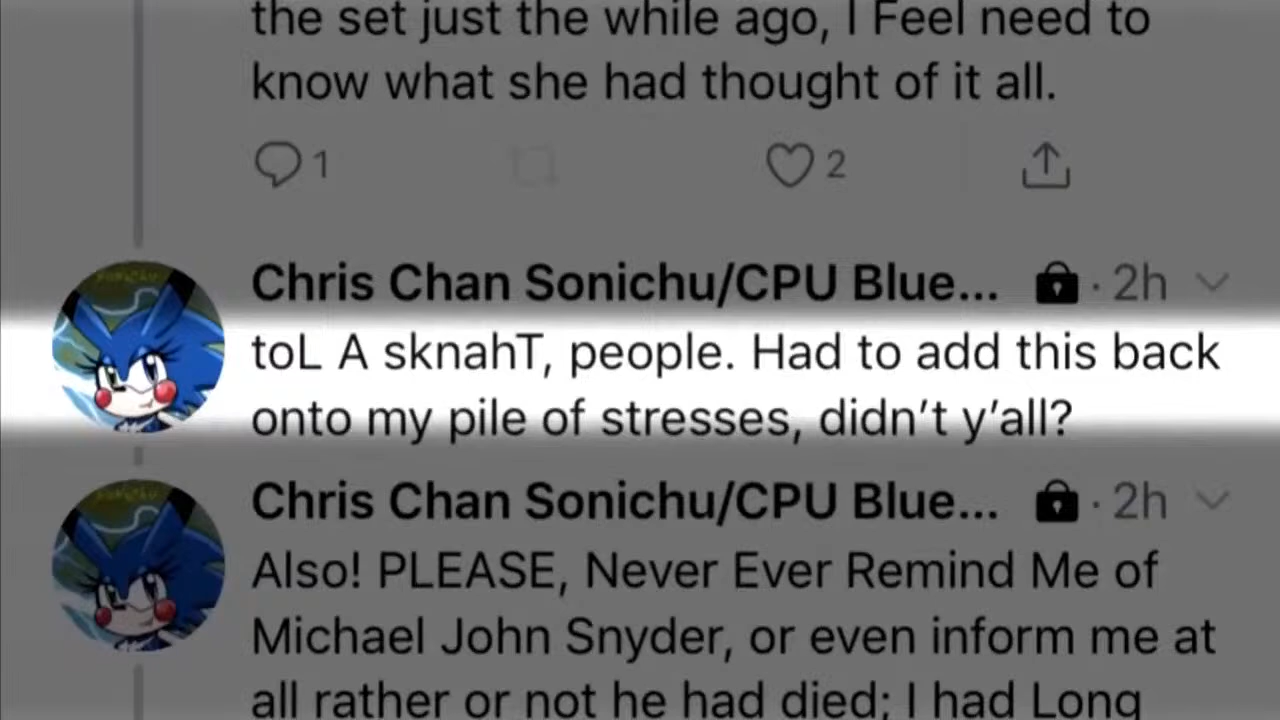 the set just the while ago, I Feel need to
know what she had thought of it all.
1 2
Chris Chan Sonichu/CPU Blue... · 2h
toL A sknahT, people. Had to add this back
onto my pile of stresses, didn’t y’all?
Chris Chan Sonichu/CPU Blue... · 2h
Also! PLEASE, Never Ever Remind Me of
Michael John Snyder, or even inform me at
all rather or not he had died; I had Long